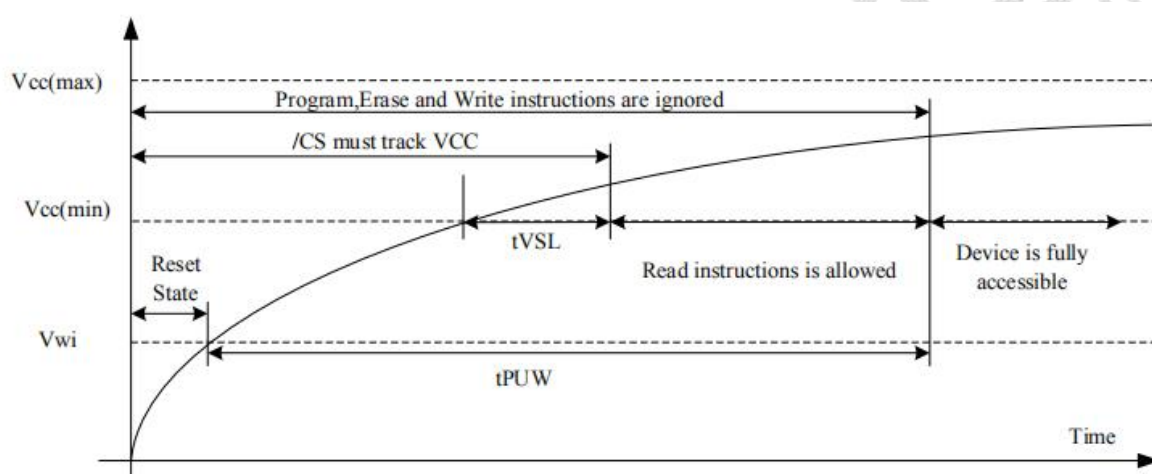 Vcc(max)
Program,Erase and Write instructions are ignored
/CS must track VCC
Vcc(min)
tVSL
Reset
State
Read instructions is allowed
Device is fully
accessible
Vwi
tPUW
Time